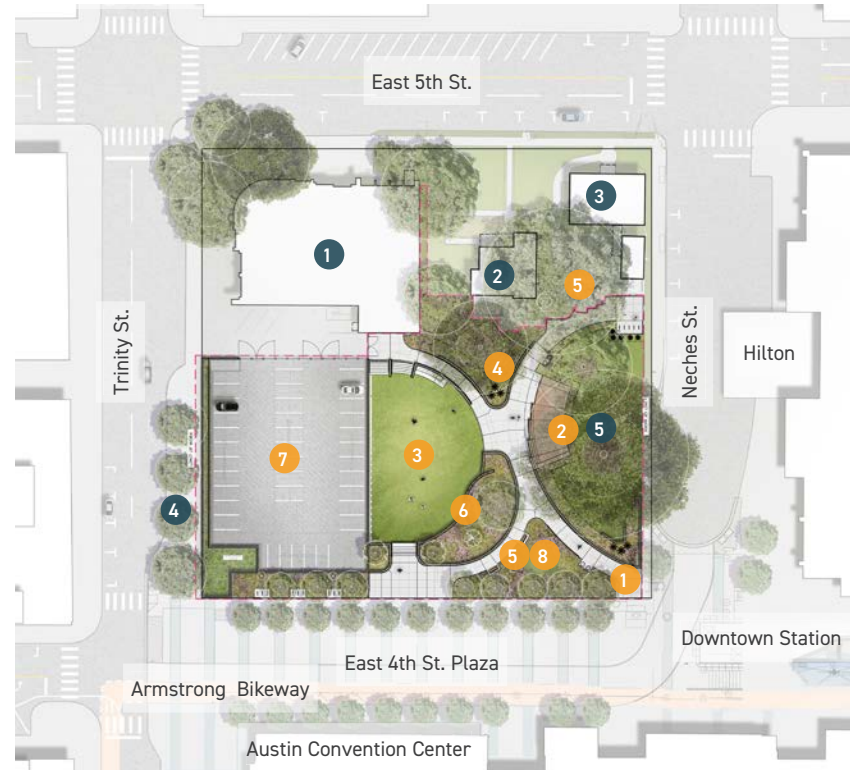 East 5th St.
3
1
2
5
Trinity St.
Neches St.
Hilton
4
7
3
2
5
4
6
5
8
1
Downtown Station
East 4th St. Plaza
Armstrong Bikeway
Austin Convention Center